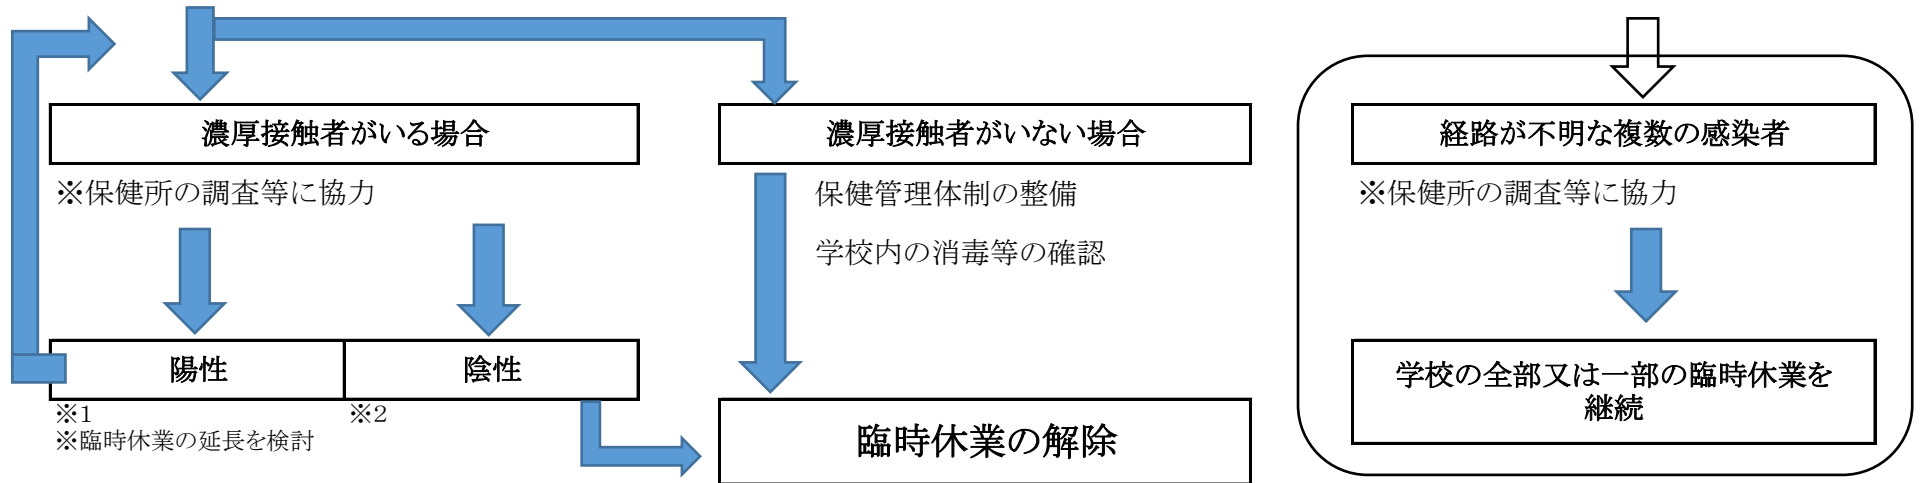 濃厚接触者がいる場合
※保健所の調査等に協力
陽性
陰性
※1
※2
※臨時休業の延長を検討
濃厚接触者がいない場合
保健管理体制の整備
学校内の消毒等の確認
臨時休業の解除
経路が不明な複数の感染者
※保健所の調査等に協力
学校の全部又は一部の臨時休業を
継続